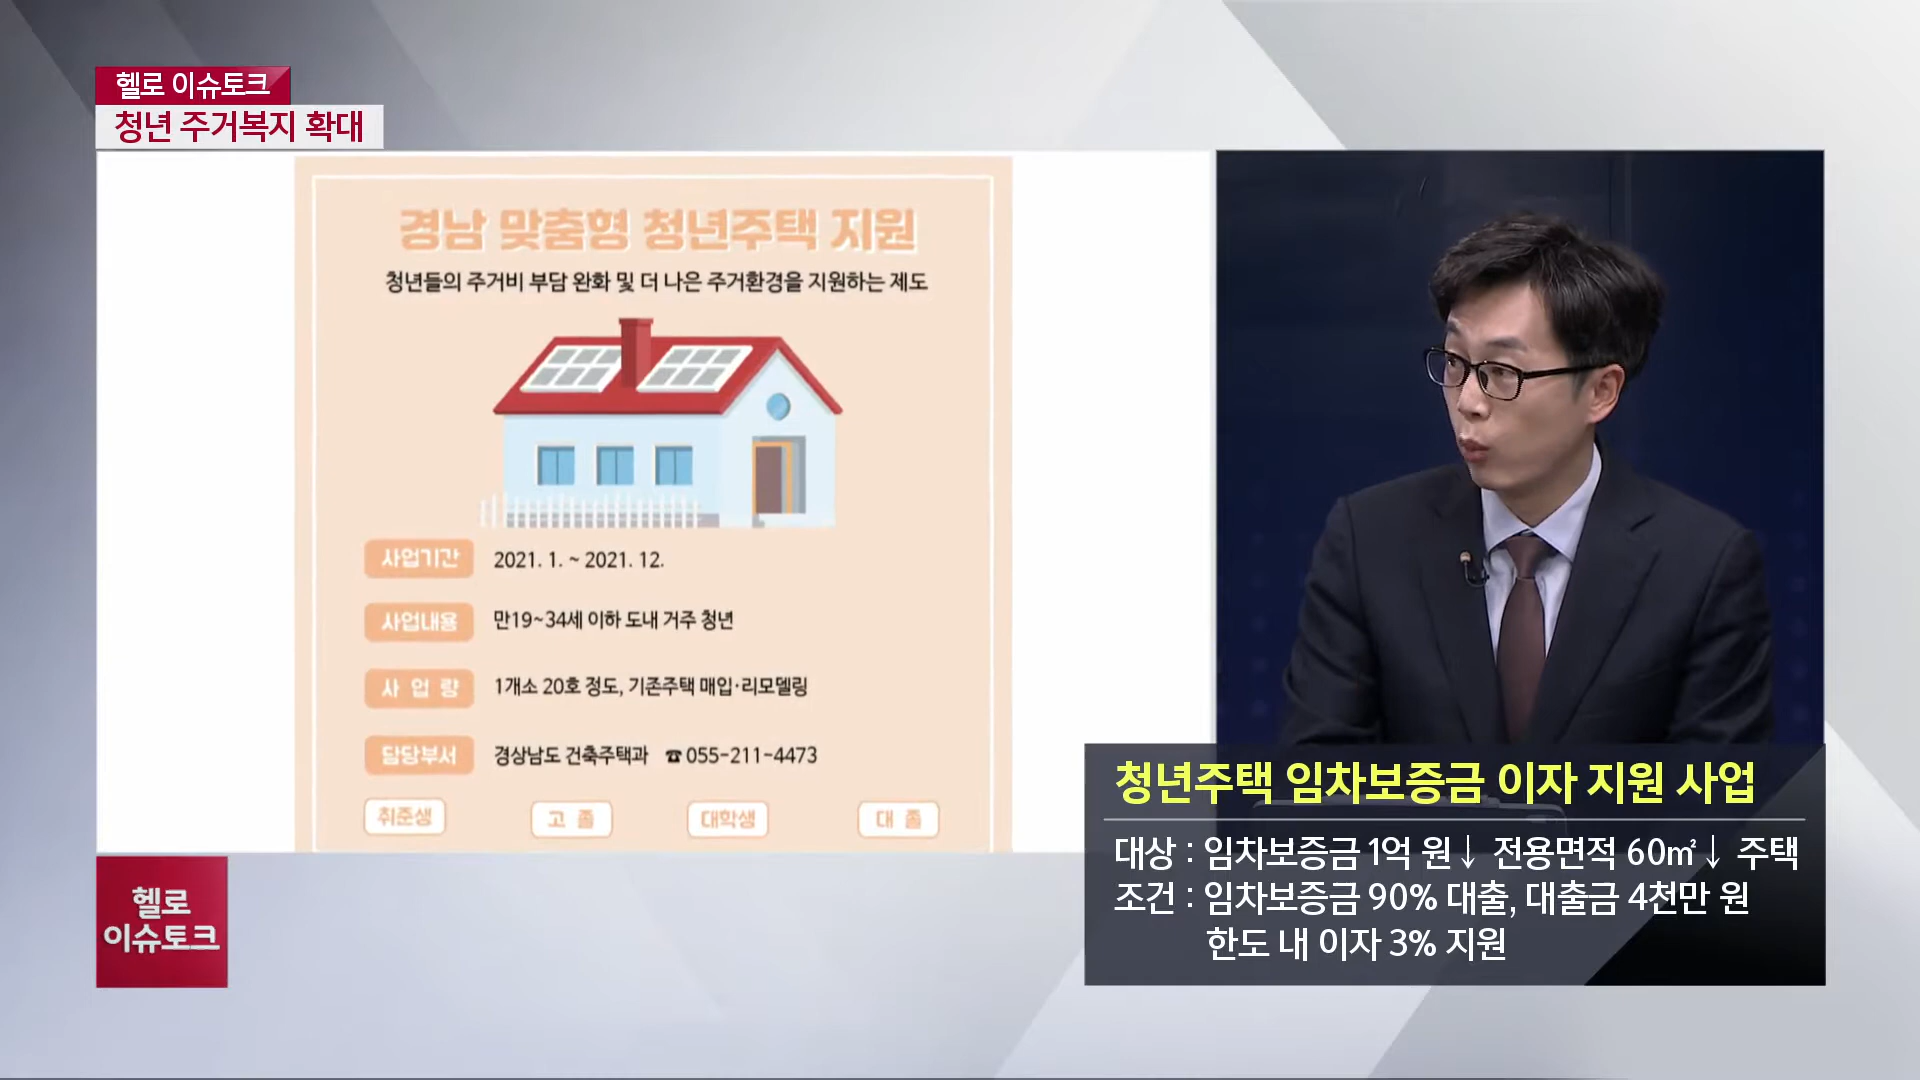 헬로 이슈토크
청년 주거복지 확대
경남 맞춤형 청년주택 지원
청년들의 주거비 부담 완화 및 더 나은 주거환경을 지원하는 제도
사업기간 2021. 1. ~ 2021. 12.
사업내용 만19~34세 이하 도내 거주 청년
사 업 량 1개소 20호 정도, 기존주택 매입·리모델링
담당부서 경상남도 건축주택과 ☎055-211-4473
취준생 고 졸 대학생 대 졸
청년주택 임차보증금 이자 지원 사업
대상 : 임차보증금 1억 원↓ 전용면적 60㎡↓ 주택
조건 : 임차보증금 90% 대출, 대출금 4천만 원
한도 내 이자 3% 지원
헬로
이슈토크